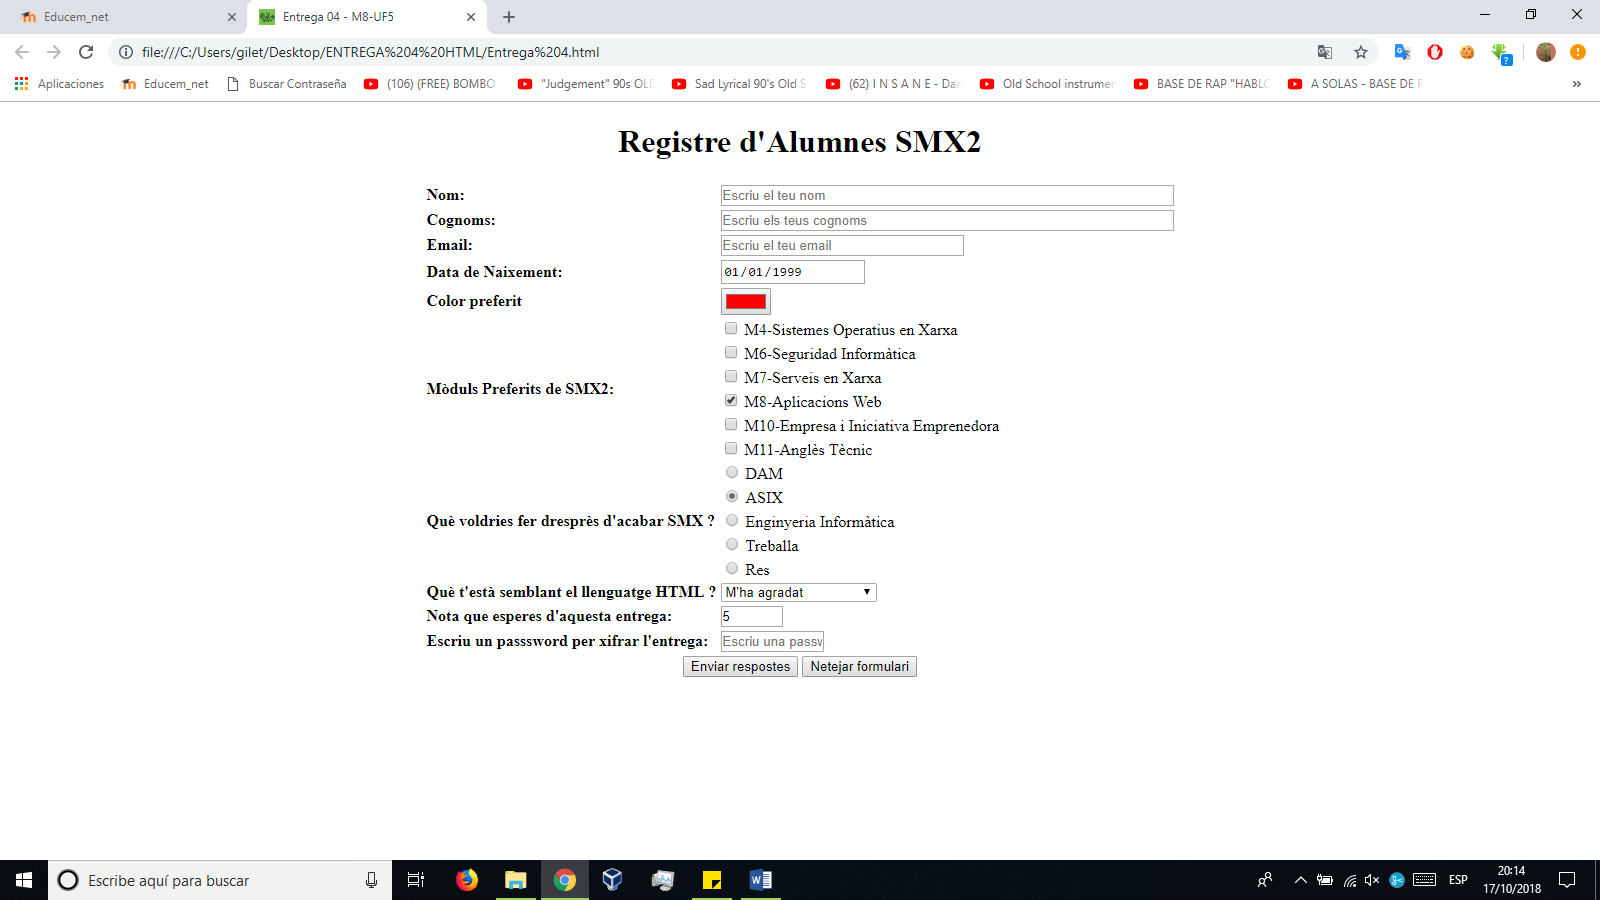 Educem_net
Entrega 04 - M8-UF5
file:///C:/Users/gilet/Desktop/ENTREGA%204%20HTML/Entrega%204.html
Aplicaciones Educem_net Buscar Contraseña (106) (FREE) BOMBO "Judgement" 90s OLD Sad Lyrical 90's Old S (62) I N S A N E - Dar Old School instrumen BASE DE RAP "HABLO A SOLAS - BASE DE R »
Registre d'Alumnes SMX2
Nom: Escriu el teu nom
Cognoms: Escriu els teus cognoms
Email: Escriu el teu email
Data de Naixement: 01/01/1999
Color preferit
Mòduls Preferits de SMX2:
M4-Sistemes Operatius en Xarxa
M6-Seguridad Informàtica
M7-Serveis en Xarxa
M8-Aplicacions Web
M10-Empresa i Iniciativa Emprenedora
M11-Anglès Tècnic
Què voldries fer dresprès d'acabar SMX ?
DAM
ASIX
Enginyeria Informàtica
Treballa
Res
Què t'està semblant el llenguatge HTML ? M'ha agradat
Nota que esperes d'aquesta entrega: 5
Escriu un passsword per xifrar l'entrega: Escriu una passw
Enviar respostes Netejar formulari
Escribe aquí para buscar
ESP
20:14
17/10/2018